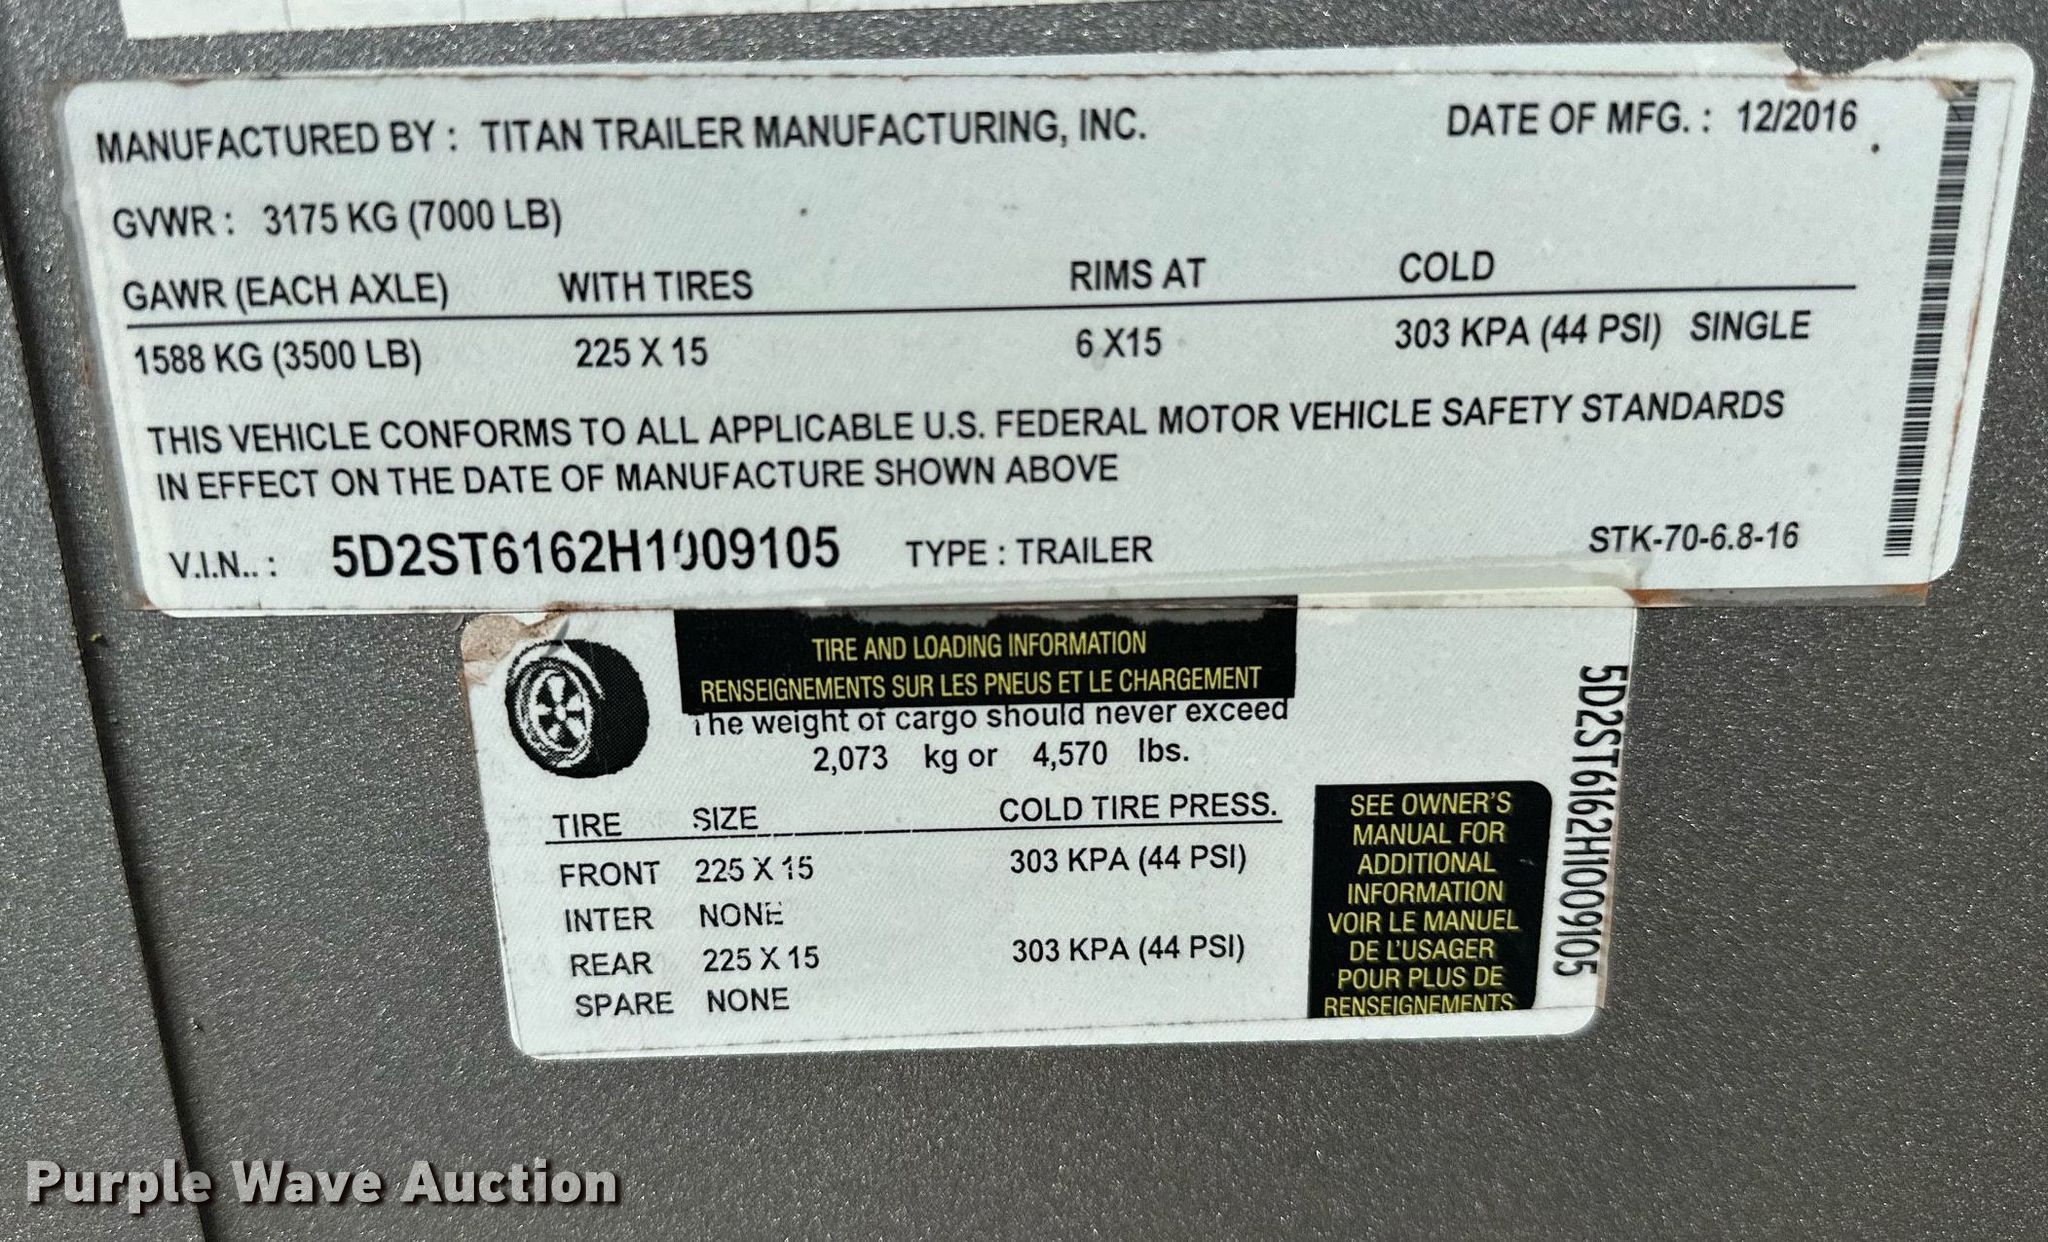 MANUFACTURED BY : TITAN TRAILER MANUFACTURING, INC. DATE OF MFG. : 12/2016
GVWR : 3175 KG (7000 LB)
GAWR (EACH AXLE) WITH TIRES RIMS AT COLD
1588 KG (3500 LB) 225 X 15 6 X15 303 KPA (44 PSI) SINGLE
THIS VEHICLE CONFORMS TO ALL APPLICABLE U.S. FEDERAL MOTOR VEHICLE SAFETY STANDARDS
IN EFFECT ON THE DATE OF MANUFACTURE SHOWN ABOVE
V.I.N.. : 5D2ST6162H1009105 TYPE : TRAILER STK-70-6.8-16
TIRE AND LOADING INFORMATION
RENSEIGNEMENTS SUR LES PNEUS ET LE CHARGEMENT
The weight of cargo should never exceed
2,073 kg or 4,570 lbs.
TIRE SIZE COLD TIRE PRESS.
FRONT 225 X 15 303 KPA (44 PSI)
INTER NONE
REAR 225 X 15 303 KPA (44 PSI)
SPARE NONE
SEE OWNER'S
MANUAL FOR
ADDITIONAL
INFORMATION
VOIR LE MANUEL
DE L'USAGER
POUR PLUS DE
RENSEIGNEMENTS
5D2ST6162H1009105
Purple Wave Auction